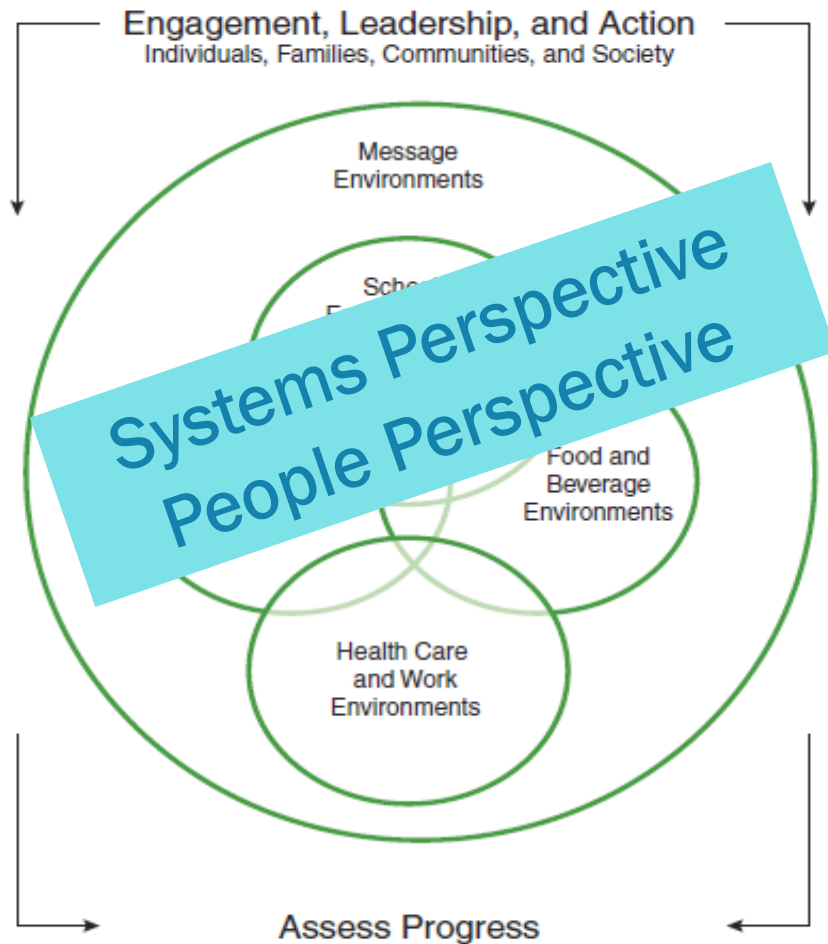 Engagement, Leadership, and Action
Individuals, Families, Communities, and Society
Message
Environments
Systems Perspective
People Perspective
Food and
Beverage
Environments
Health Care
and Work
Environments
Assess Progress